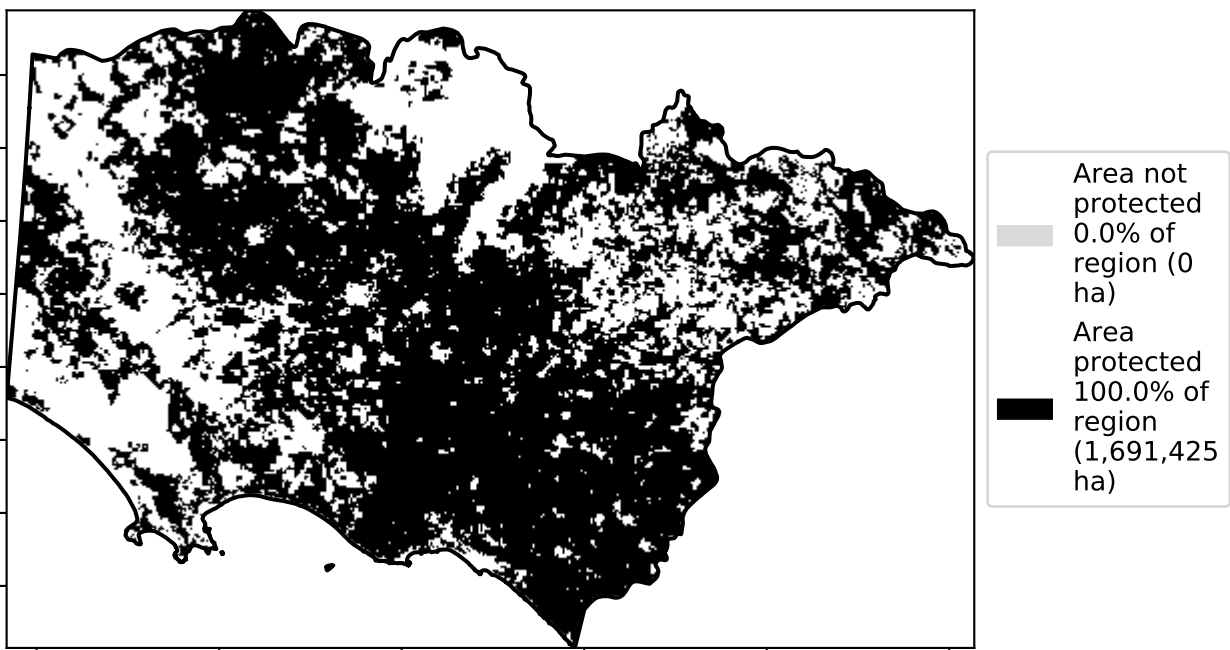 Area not
protected
0.0% of
region (0
ha)
Area
protected
100.0% of
region
(1,691,425
ha)